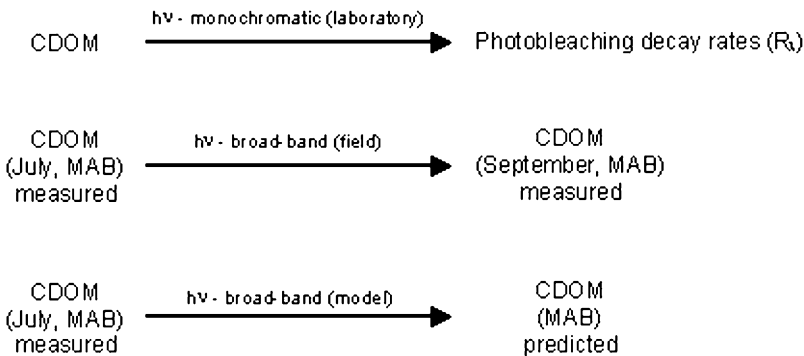 hν - monochromatic (laboratory)
CDOM
Photobleaching decay rates (Rλ)
hν - broad-band (field)
CDOM
(July, MAB)
measured
CDOM
(September, MAB)
measured
hν - broad-band (model)
CDOM
(July, MAB)
measured
CDOM
(MAB)
predicted